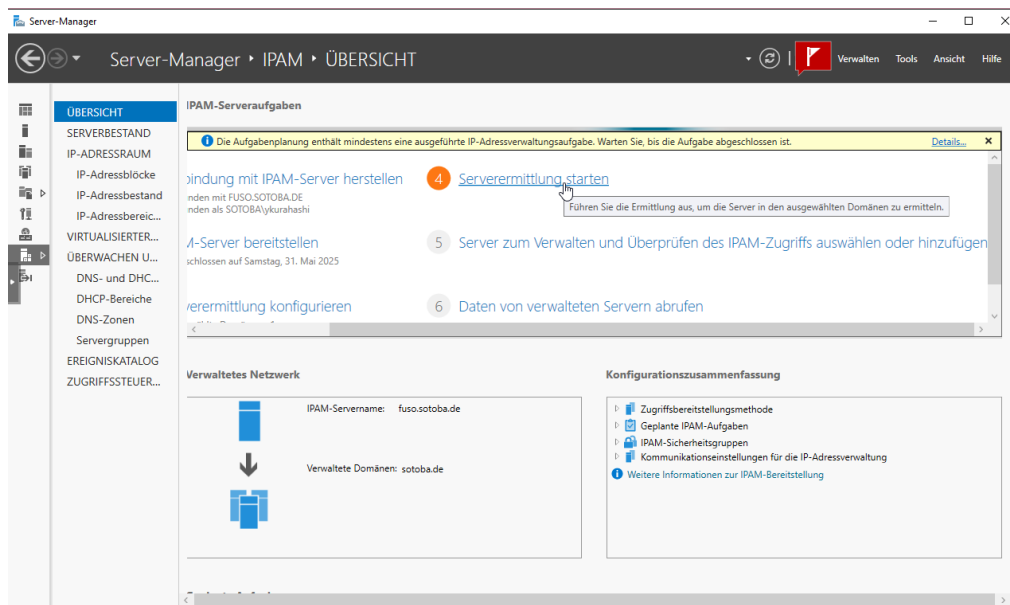 Server-Manager
Server-Manager ‣ IPAM ‣ ÜBERSICHT
Verwalten Tools Ansicht Hilfe
ÜBERSICHT
SERVERBESTAND
IP-ADRESSRAUM
IP-Adressblöcke
IP-Adressbestand
IP-Adressbereic...
VIRTUALISIERTER...
ÜBERWACHEN U...
DNS- und DHC...
DHCP-Bereiche
DNS-Zonen
Servergruppen
EREIGNISKATALOG
ZUGRIFFSSTEUER...
IPAM-Serveraufgaben
Die Aufgabenplanung enthält mindestens eine ausgeführte IP-Adressverwaltungsaufgabe. Warten Sie, bis die Aufgabe abgeschlossen ist. Details...
bindung mit IPAM-Server herstellen
nden mit FUSO.SOTOBA.DE
nden als SOTOBA\ykurahashi
4 Serverermittlung starten
Führen Sie die Ermittlung aus, um die Server in den ausgewählten Domänen zu ermitteln.
M-Server bereitstellen
schlossen auf Samstag, 31. Mai 2025
5 Server zum Verwalten und Überprüfen des IPAM-Zugriffs auswählen oder hinzufügen
verermittlung konfigurieren
6 Daten von verwalteten Servern abrufen
Verwaltetes Netzwerk
IPAM-Servername: fuso.sotoba.de
Verwaltete Domänen: sotoba.de
Konfigurationszusammenfassung
Zugriffsbereitstellungsmethode
Geplante IPAM-Aufgaben
IPAM-Sicherheitsgruppen
Kommunikationseinstellungen für die IP-Adressverwaltung
Weitere Informationen zur IPAM-Bereitstellung